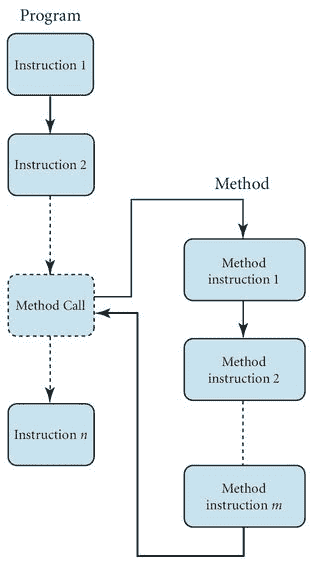 Program
Instruction 1
Instruction 2
Method Call
Instruction n
Method
Method
instruction 1
Method
instruction 2
Method
instruction m